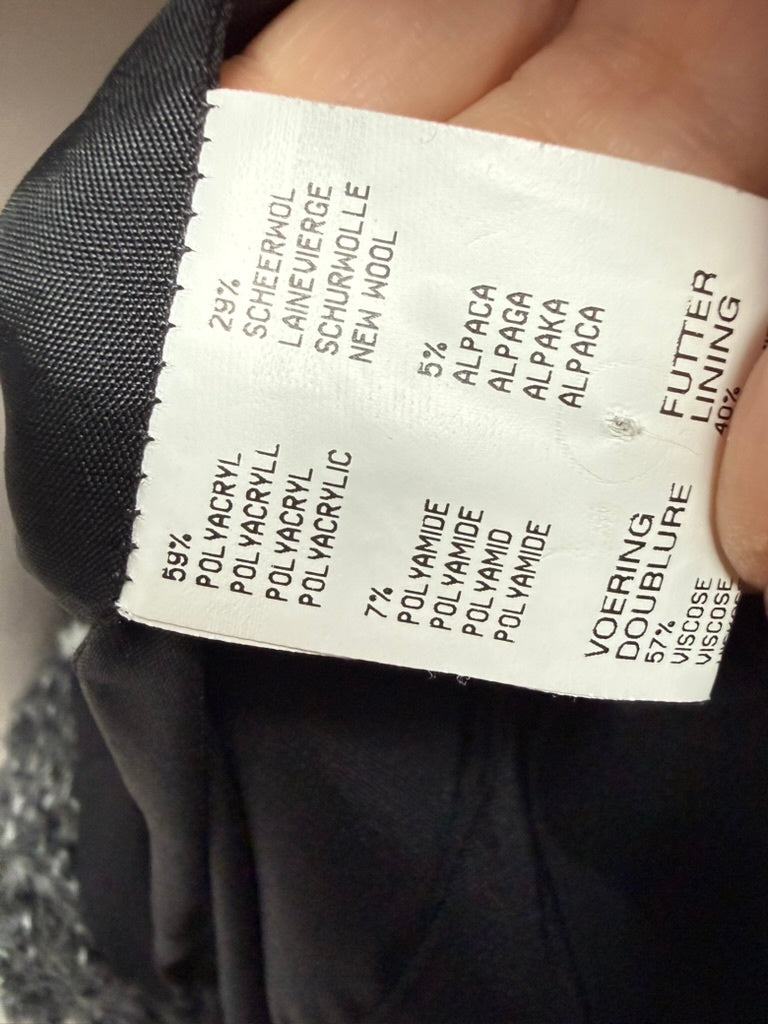 59%
POLYACRYL
POLYACRYLL
POLYACRYL
POLYACRYLIC
29%
SCHEERWOL
LAINEVIERGE
SCHURWOLLE
NEW WOOL
7%
POLYAMIDE
POLYAMIDE
POLYAMID
POLYAMIDE
5%
ALPACA
ALPAGA
ALPAKA
ALPACA
VOERING FUTTER
DOUBLURE LINING
57% 40%
VISCOSE
VISCOSE